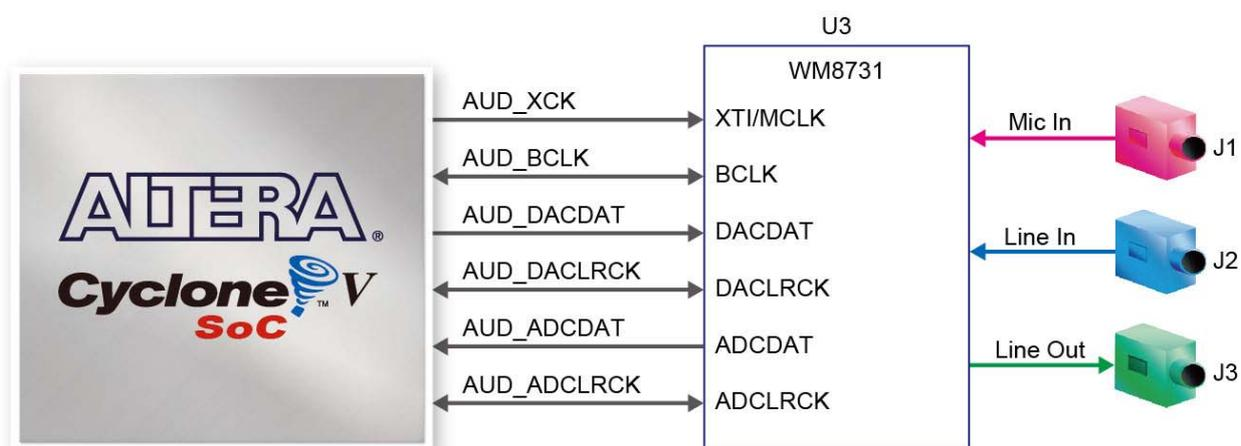 U3
WM8731
AUD_XCK
XTI/MCLK
AUD_BCLK
BCLK
AUD_DACDAT
DACDAT
AUD_DACLRCK
DACLRCK
AUD_ADCDAT
ADCDAT
AUD_ADCLRCK
ADCLRCK
Mic In
J1
Line In
J2
Line Out
J3
ALTERA®
Cyclone™ V
SoC